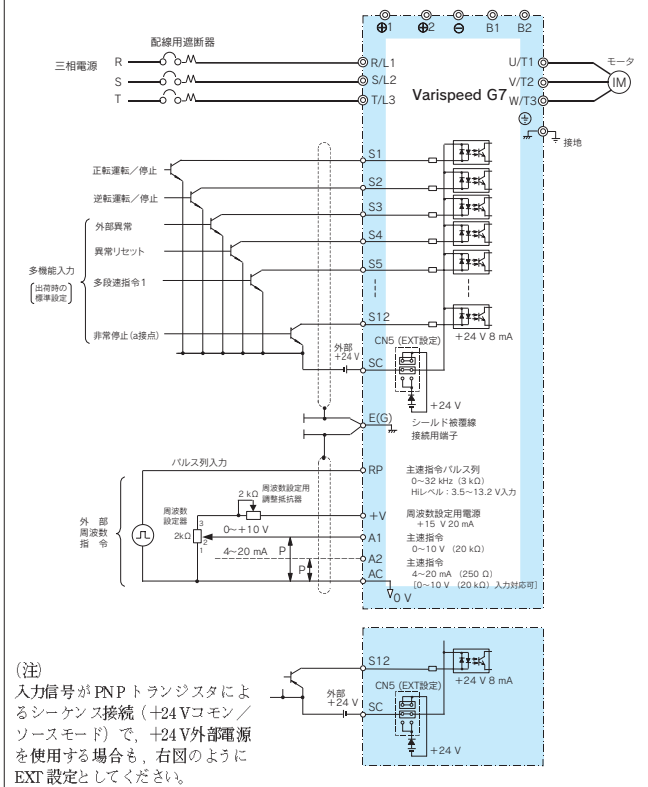 ⊕1 ⊕2 ⊖ B1 B2
配線用遮断器
三相電源 R R/L1 U/T1 モータ
S S/L2 V/T2 IM
T T/L3 Varispeed G7 W/T3
接地
正転運転／停止 S1
逆転運転／停止 S2
外部異常 S3
異常リセット S4
多機能入力
出荷時の
標準設定
多段速指令1 S5
非常停止(a接点) S12
+24 V 8 mA
外部
+24 V
CN5 (EXT設定)
SC
+24 V
E(G)
シールド被覆線
接続用端子
パルス列入力 RP
主速指令パルス列
0〜32 kHz (3 kΩ)
Hiレベル：3.5〜13.2 V入力
外部
周波数
指令
周波数
設定器
2kΩ
3
2
1
2 kΩ
周波数設定用
調整抵抗器
+V
周波数設定用電源
+15 V 20 mA
0〜+10 V
A1
主速指令
0〜10 V (20 kΩ)
4〜20 mA
P
P
A2
主速指令
4〜20 mA (250 Ω)
[0〜10 V (20 kΩ) 入力対応可]
AC
0 V
S12
+24 V 8 mA
外部
+24 V
CN5 (EXT設定)
SC
+24 V
(注)
入力信号がPNPトランジスタによ
るシーケンス接続（+24Vコモン／
ソースモード）で，+24V外部電源
を使用する場合も，右図のように
EXT設定としてください。